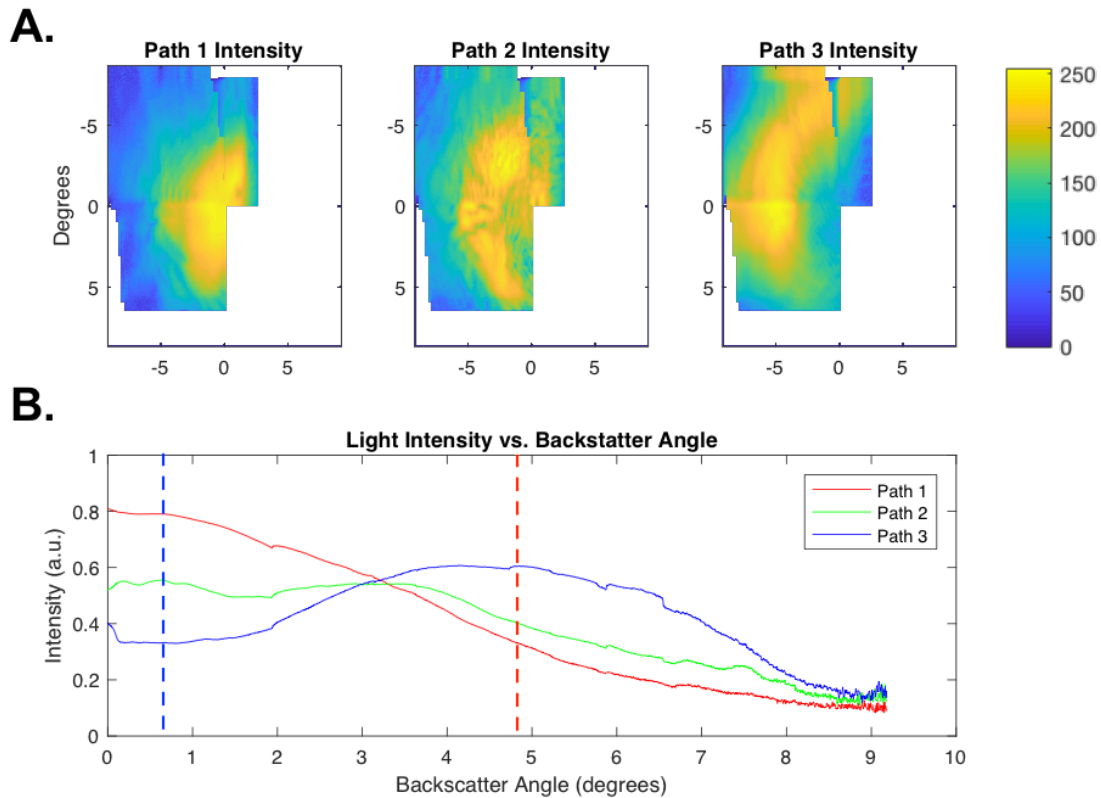 A.
Path 1 Intensity
Path 2 Intensity
Path 3 Intensity
Degrees
-5
0
5
-5
0
5
-5
0
5
-5
0
5
-5
0
5
-5
0
5
250
200
150
100
50
0
B.
Light Intensity vs. Backstatter Angle
Intensity (a.u.)
1
0.8
0.6
0.4
0.2
0
Path 1
Path 2
Path 3
0 1 2 3 4 5 6 7 8 9 10
Backscatter Angle (degrees)